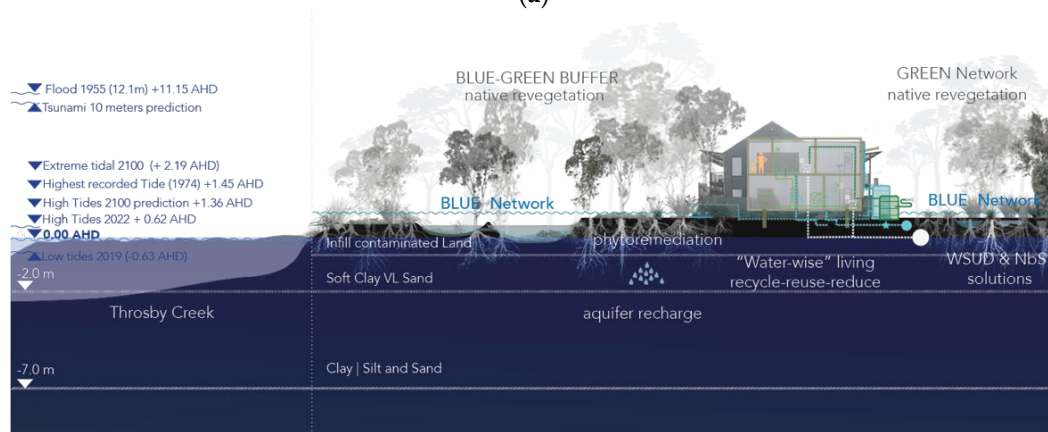 (a)
Flood 1955 (12.1m) +11.15 AHD
Tsunami 10 meters prediction
BLUE-GREEN BUFFER
native revegetation
GREEN Network
native revegetation
Extreme tidal 2100 (+ 2.19 AHD)
Highest recorded Tide (1974) +1.45 AHD
High Tides 2100 prediction +1.36 AHD
High Tides 2022 + 0.62 AHD)
0.00 AHD
Low tides 2019 (-0.63 AHD)
BLUE Network
BLUE Network
Infill contaminated Land
phytoremediation
-2.0 m
Soft Clay VL Sand
"Water-wise" living
recycle-reuse-reduce
WSUD & NbS
solutions
Throsby Creek
aquifer recharge
-7.0 m
Clay | Silt and Sand